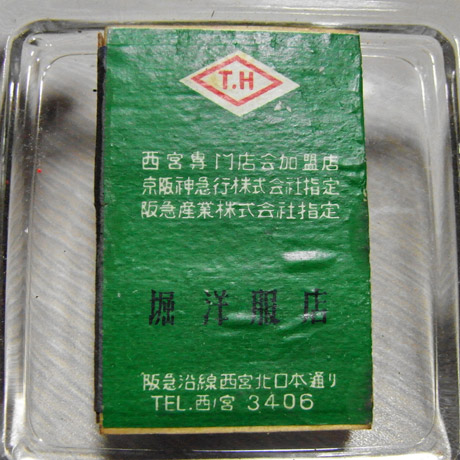 T.H
西宮専門店会加盟店
京阪神急行株式会社指定
阪急産業株式会社指定
堀洋服店
阪急沿線西宮北口本通り
TEL.西ノ宮 3406